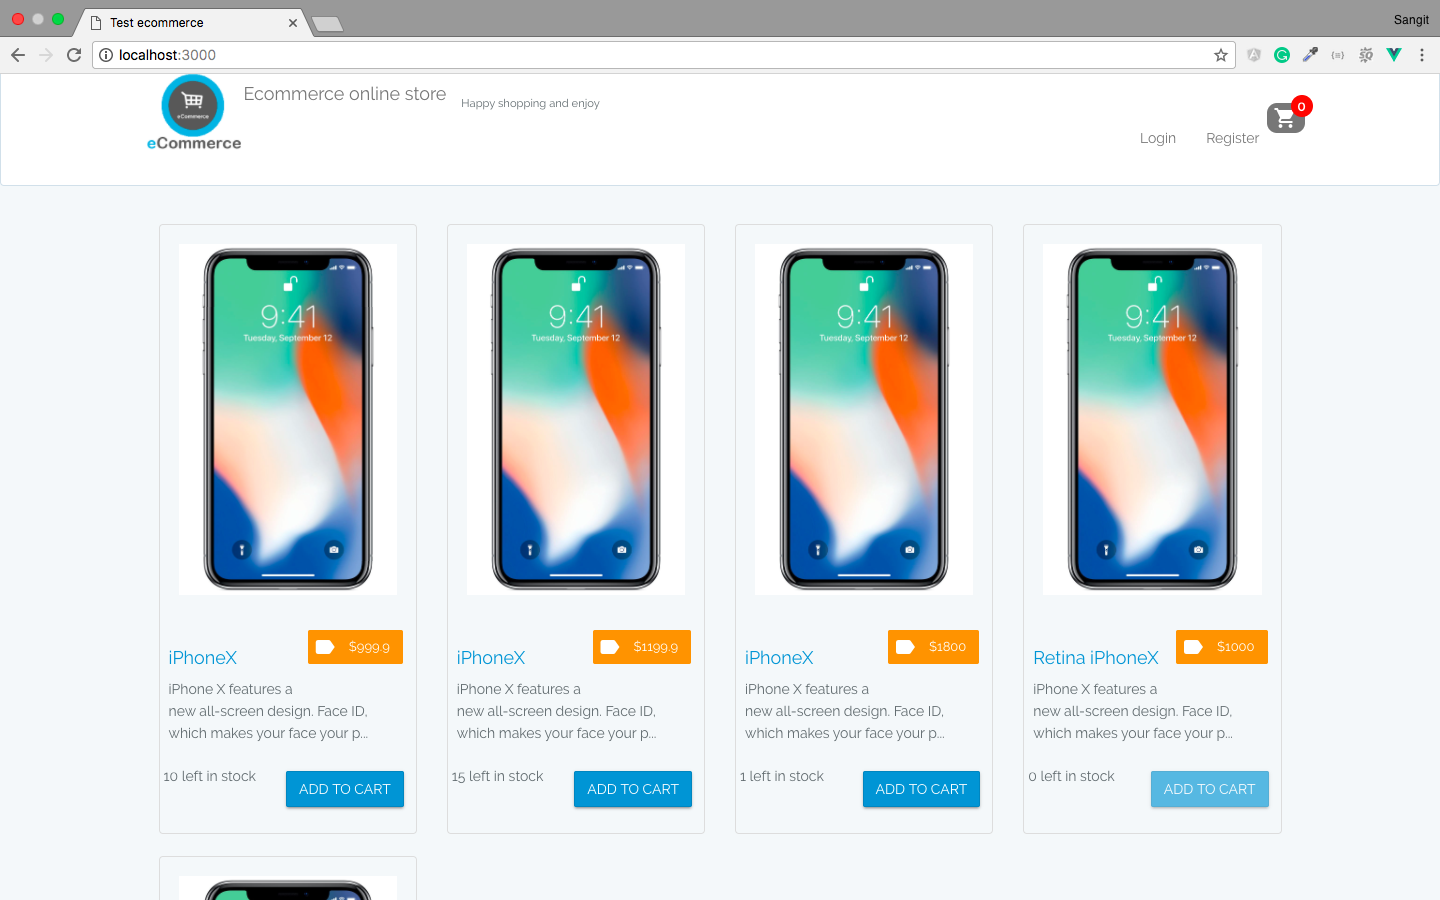 Test ecommerce
Sangit
localhost:3000
eCommerce
eCommerce
Ecommerce online store
Happy shopping and enjoy
0
Login
Register
9:41
Tuesday, September 12
9:41
Tuesday, September 12
9:41
Tuesday, September 12
9:41
Tuesday, September 12
iPhoneX
$999.9
iPhone X features a
new all-screen design. Face ID,
which makes your face your p...
10 left in stock
ADD TO CART
iPhoneX
$1199.9
iPhone X features a
new all-screen design. Face ID,
which makes your face your p...
15 left in stock
ADD TO CART
iPhoneX
$1800
iPhone X features a
new all-screen design. Face ID,
which makes your face your p...
1 left in stock
ADD TO CART
Retina iPhoneX
$1000
iPhone X features a
new all-screen design. Face ID,
which makes your face your p...
0 left in stock
ADD TO CART